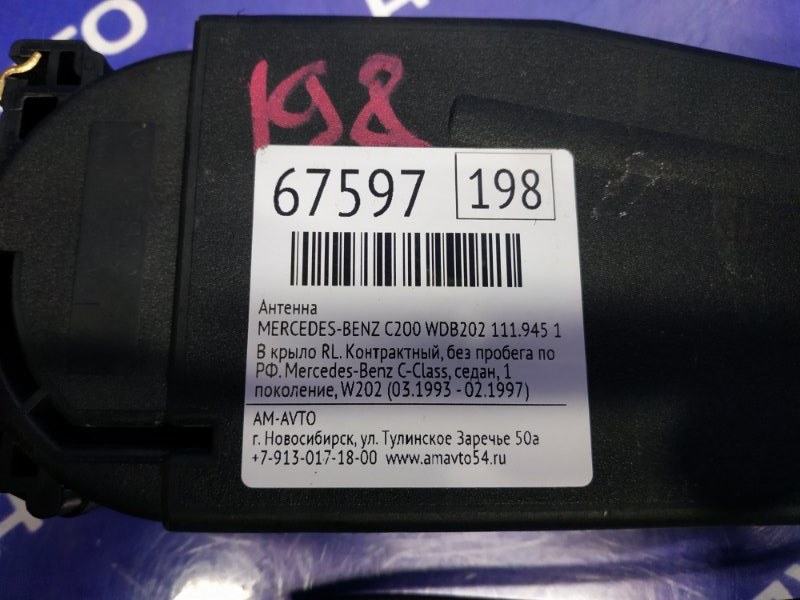 198
67597 198
Антенна
MERCEDES-BENZ C200 WDB202 111.945 1
В крыло RL. Контрактный, без пробега по
РФ. Mercedes-Benz C-Class, седан, 1
поколение, W202 (03.1993 - 02.1997)
AM-AVTO
г. Новосибирск, ул. Тулинское Заречье 50а
+7-913-017-18-00 www.amavto54.ru